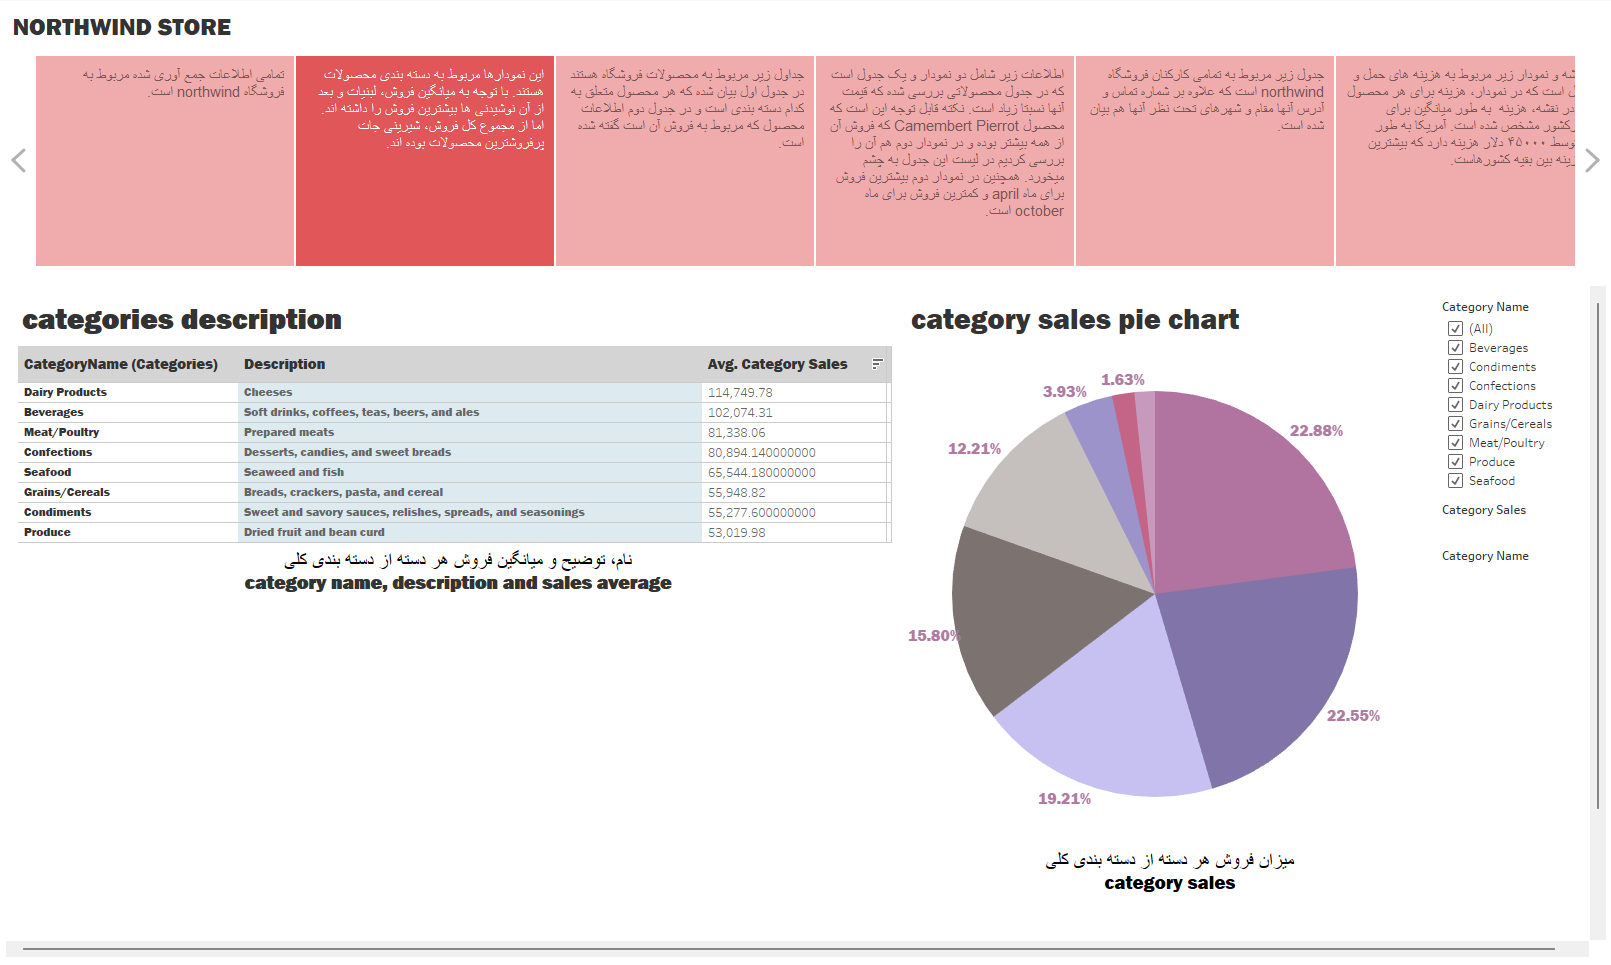 NORTHWIND STORE
تمامی اطلاعات جمع آوری شده مربوط به
فروشگاه northwind است.
این نمودارها مربوط به دسته بندی محصولات
هستند. با توجه به میانگین فروش، لبنیات و بعد
از آن نوشیدنی ها بیشترین فروش را داشته اند.
اما از مجموع کل فروش، شیرینی جات
پرفروشترین محصولات بوده اند.
جداول زیر مربوط به محصولات فروشگاه هستند
در جدول اول بیان شده که هر محصول متعلق به
کدام دسته بندی است و در جدول دوم اطلاعات
محصول که مربوط به فروش آن است گفته شده
است.
اطلاعات زیر شامل دو نمودار و یک جدول است
که در جدول محصولاتی بررسی شده که قیمت
آنها نسبتا زیاد است. نکته قابل توجه این است که
محصول Camembert Pierrot که فروش آن
از همه بیشتر بوده و در نمودار دوم هم آن را
بررسی کردیم در لیست این جدول به چشم
میخورد. همچنین در نمودار دوم بیشترین فروش
برای ماه april و کمترین فروش برای ماه
october است.
جدول زیر مربوط به تمامی کارکنان فروشگاه
northwind است که علاوه بر شماره تماس و
آدرس آنها مقام و شهرهای تحت نظر آنها هم بیان
شده است.
و نمودار زیر مربوط به هزینه های حمل و
است که در نمودار، هزینه برای هر محصول
در نقشه، هزینه به طور میانگین برای
کشور مشخص شده است. آمریکا به طور
۴۵۰۰۰ دلار هزینه دارد که بیشترین
بین بقیه کشورهاست.
categories description
CategoryName (Categories) Description Avg. Category Sales
Dairy Products Cheeses 114,749.78
Beverages Soft drinks, coffees, teas, beers, and ales 102,074.31
Meat/Poultry Prepared meats 81,338.06
Confections Desserts, candies, and sweet breads 80,894.140000000
Seafood Seaweed and fish 65,544.180000000
Grains/Cereals Breads, crackers, pasta, and cereal 55,948.82
Condiments Sweet and savory sauces, relishes, spreads, and seasonings 55,277.600000000
Produce Dried fruit and bean curd 53,019.98
نام، توضیح و میانگین فروش هر دسته از دسته بندی کلی
category name, description and sales average
category sales pie chart
1.63%
3.93%
22.88%
12.21%
15.80%
22.55%
19.21%
میزان فروش هر دسته از دسته بندی کلی
category sales
Category Name
(All)
Beverages
Condiments
Confections
Dairy Products
Grains/Cereals
Meat/Poultry
Produce
Seafood
Category Sales
Category Name